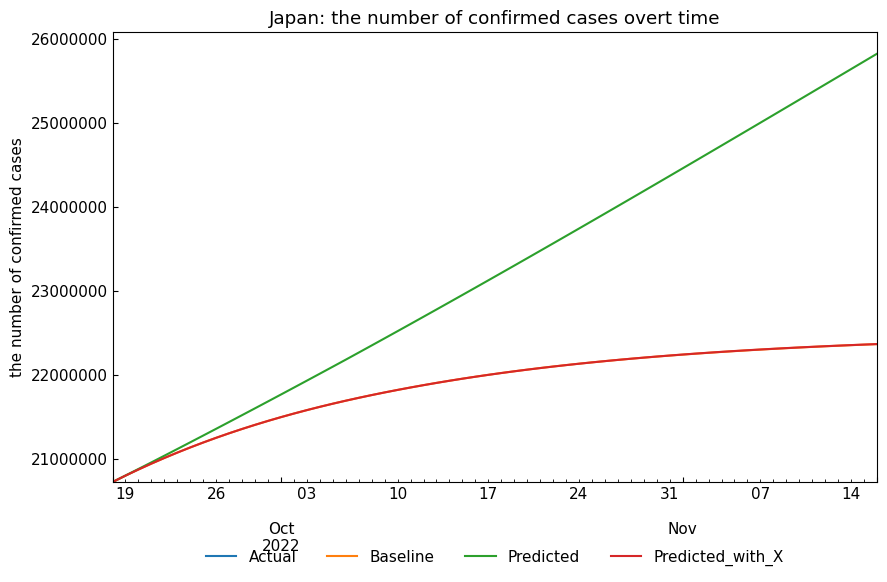 Japan: the number of confirmed cases overt time
the number of confirmed cases
26000000
25000000
24000000
23000000
22000000
21000000
19 26 03 10 17 24 31 07 14
Oct Nov
2022
Actual Baseline Predicted Predicted_with_X